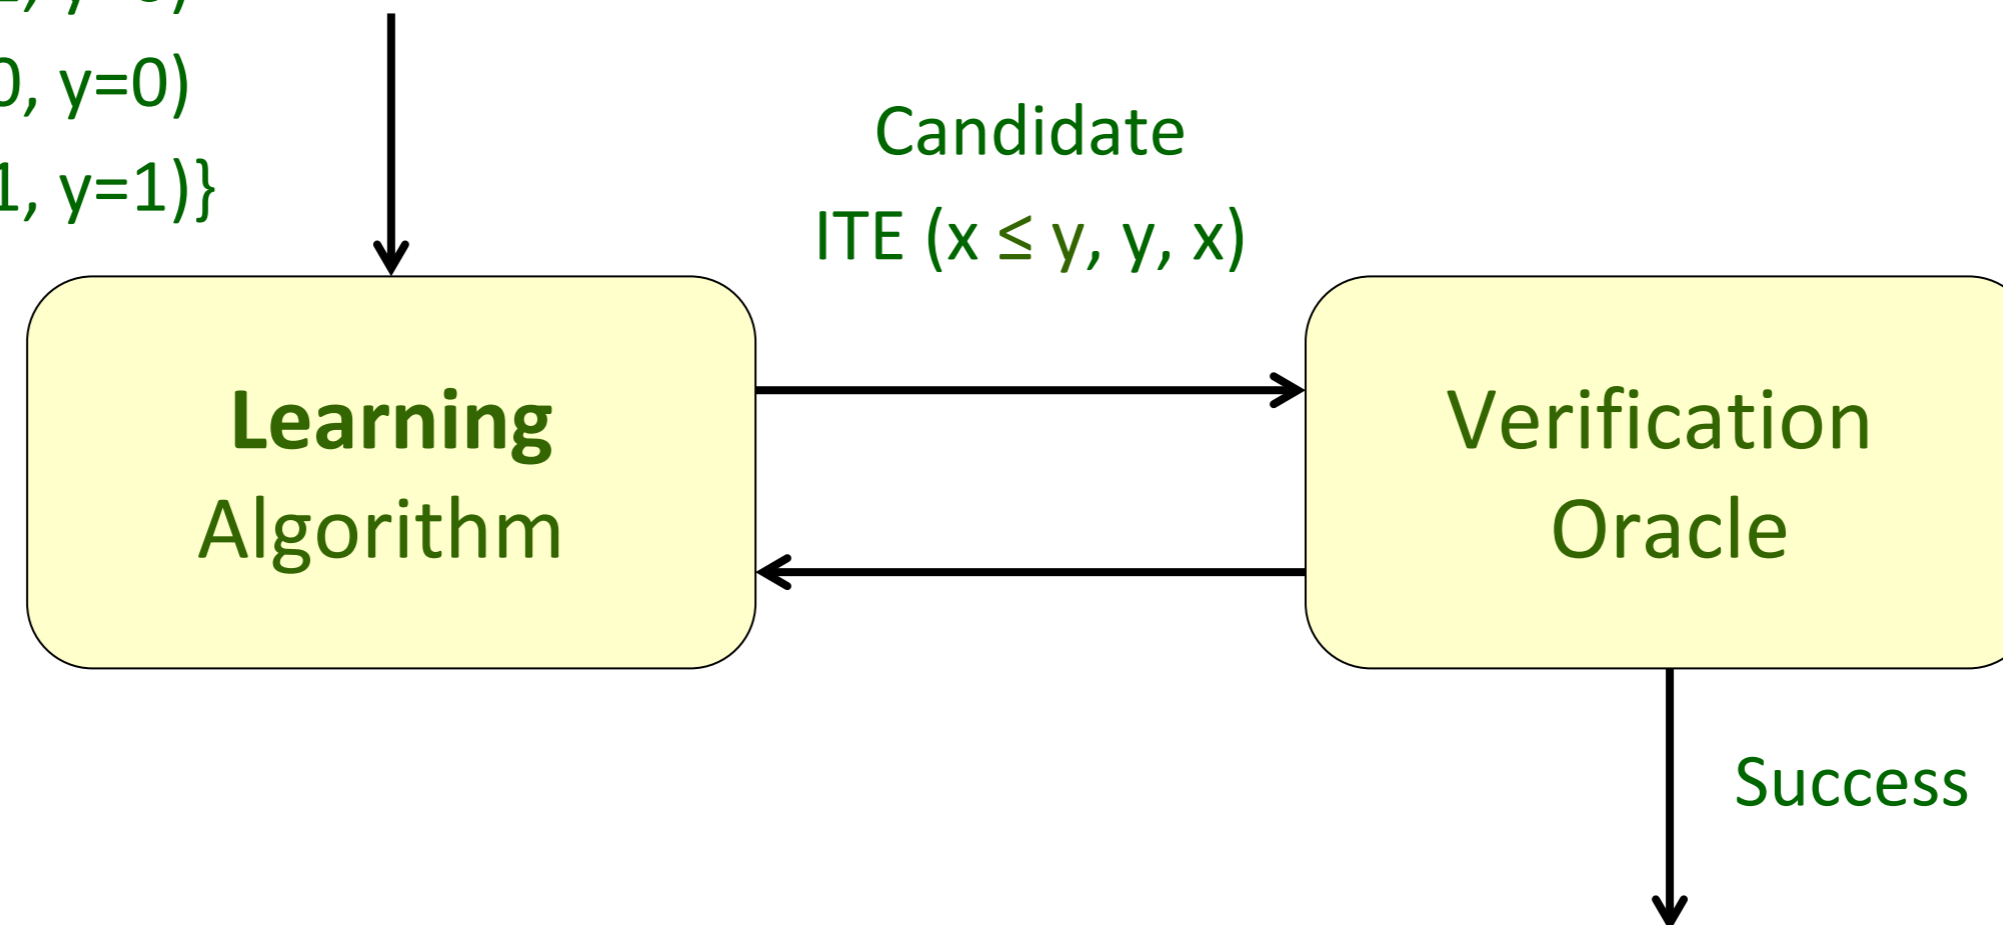 0, y=0)
1, y=1)}
Candidate
ITE (x ≤ y, y, x)
Learning
Algorithm
Verification
Oracle
Success